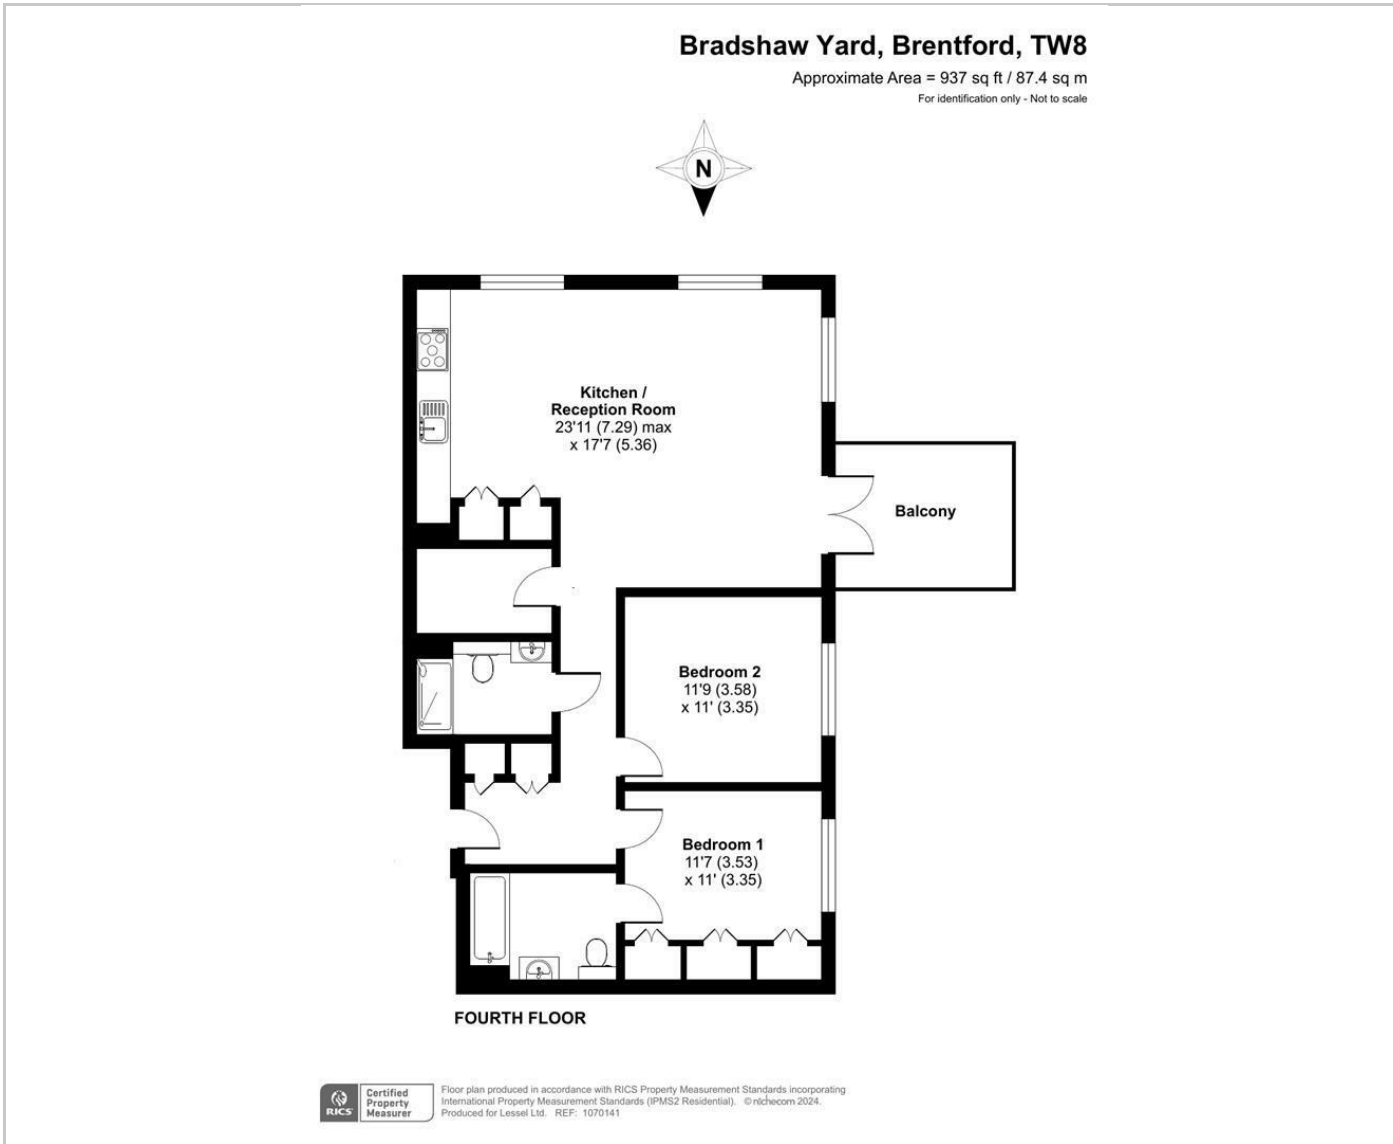 Bradshaw Yard, Brentford, TW8
Approximate Area = 937 sq ft / 87.4 sq m
For identification only - Not to scale
N
Kitchen /
Reception Room
23'11 (7.29) max
x 17'7 (5.36)
Balcony
Bedroom 2
11'9 (3.58)
x 11' (3.35)
Bedroom 1
11'7 (3.53)
x 11' (3.35)
FOURTH FLOOR
RICS
Certified
Property
Measurer
Floor plan produced in accordance with RICS Property Measurement Standards incorporating
International Property Measurement Standards (IPMS2 Residential). © nichecom 2024.
Produced for Lessel Ltd. REF: 1070141